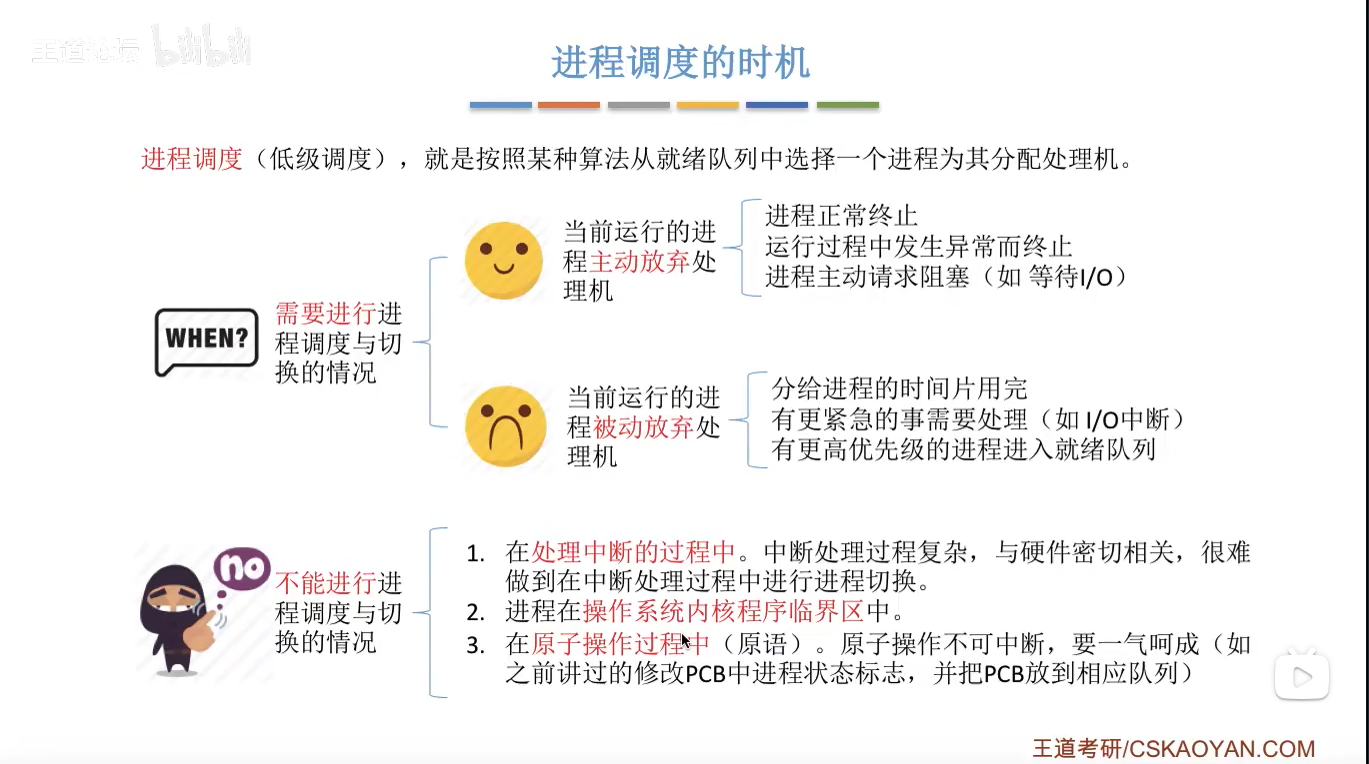 王道论坛 bilibili
进程调度的时机
进程调度（低级调度），就是按照某种算法从就绪队列中选择一个进程为其分配处理机。
WHEN?
需要进行进
程调度与切
换的情况
当前运行的进
程主动放弃处
理机
进程正常终止
运行过程中发生异常而终止
进程主动请求阻塞（如 等待I/O）
当前运行的进
程被动放弃处
理机
分给进程的时间片用完
有更紧急的事需要处理（如 I/O中断）
有更高优先级的进程进入就绪队列
no
不能进行进
程调度与切
换的情况
1. 在处理中断的过程中。中断处理过程复杂，与硬件密切相关，很难
做到在中断处理过程中进行进程切换。
2. 进程在操作系统内核程序临界区中。
3. 在原子操作过程中（原语）。原子操作不可中断，要一气呵成（如
之前讲过的修改PCB中进程状态标志，并把PCB放到相应队列）
王道考研/CSKAOYAN.COM